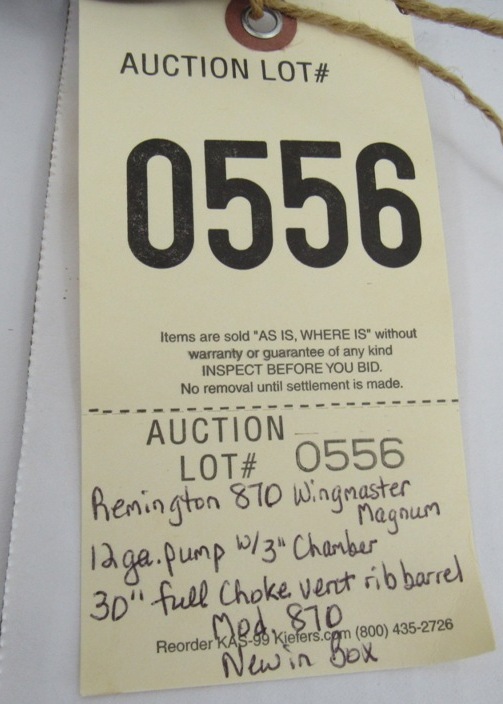 AUCTION LOT#
0556
Items are sold "AS IS, WHERE IS" without
warranty or guarantee of any kind
INSPECT BEFORE YOU BID.
No removal until settlement is made.
AUCTION
LOT# 0556
Remington 870 Wingmaster
Magnum
12ga. pump w/3" Chamber
30" full Choke vent rib barrel
Mod. 870
Reorder KAS-99 Kiefers.com (800) 435-2726
New in Box